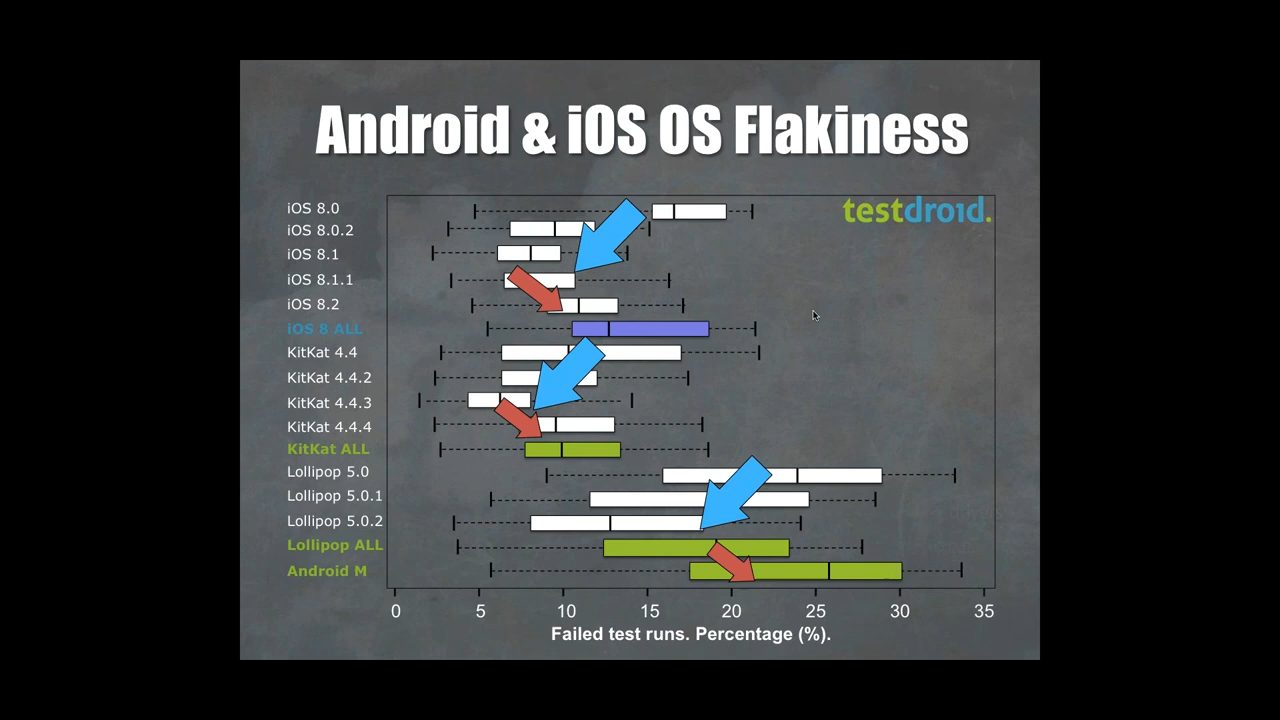 Android & iOS OS Flakiness
testdroid.
iOS 8.0
iOS 8.0.2
iOS 8.1
iOS 8.1.1
iOS 8.2
iOS 8 ALL
KitKat 4.4
KitKat 4.4.2
KitKat 4.4.3
KitKat 4.4.4
KitKat ALL
Lollipop 5.0
Lollipop 5.0.1
Lollipop 5.0.2
Lollipop ALL
Android M
0 5 10 15 20 25 30 35
Failed test runs. Percentage (%).